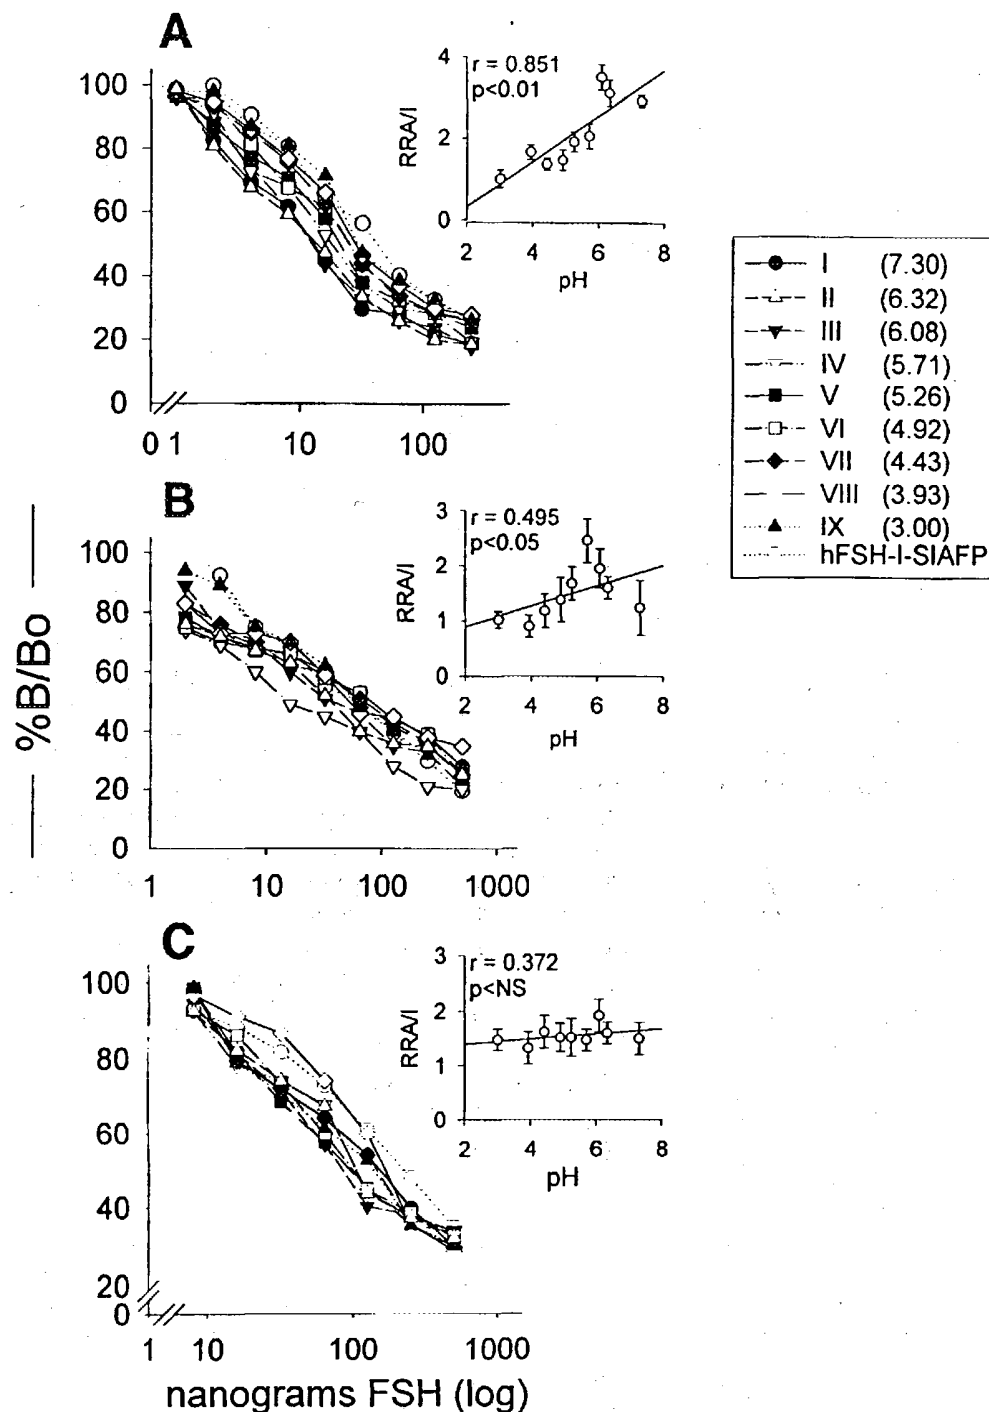 A
100
80
60
40
20
0
0 1 10 100
r = 0.851
p<0.01
4
2
0
RRA/I
2 4 6 8
pH
I (7.30)
II (6.32)
III (6.08)
IV (5.71)
V (5.26)
VI (4.92)
VII (4.43)
VIII (3.93)
IX (3.00)
hFSH-I-SIAFP
%B/Bo
B
100
80
60
40
20
0
1 10 100 1000
r = 0.495
p<0.05
3
2
1
0
RRA/I
2 4 6 8
pH
C
100
80
60
40
20
0
1 10 100 1000
r = 0.372
p<NS
3
2
1
0
RRA/I
2 4 6 8
pH
nanograms FSH (log)